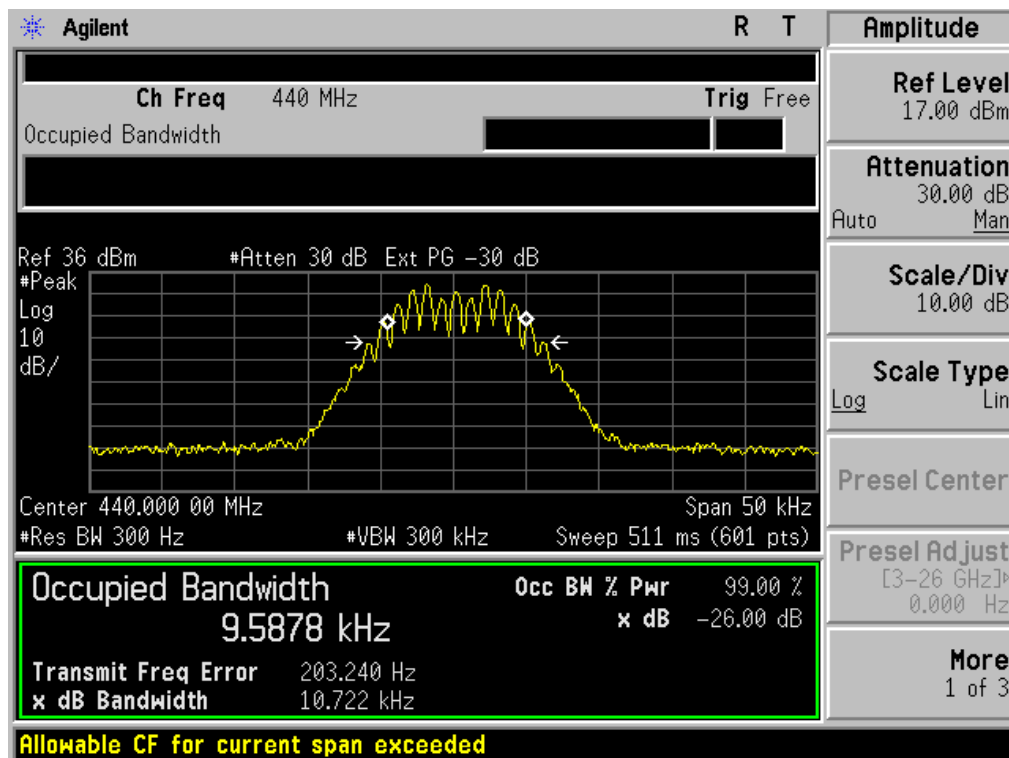 Agilent R T
Ch Freq 440 MHz Trig Free
Occupied Bandwidth
Ref 36 dBm #Atten 30 dB Ext PG −30 dB
#Peak
Log
10
dB/
Center 440.000 00 MHz Span 50 kHz
#Res BW 300 Hz #VBW 300 kHz Sweep 511 ms (601 pts)
Occupied Bandwidth Occ BW % Pwr 99.00 %
9.5878 kHz x dB −26.00 dB
Transmit Freq Error 203.240 Hz
x dB Bandwidth 10.722 kHz
Allowable CF for current span exceeded
Amplitude
Ref Level
17.00 dBm
Attenuation
30.00 dB
Auto Man
Scale/Div
10.00 dB
Scale Type
Log Lin
Presel Center
Presel Adjust
[3−26 GHz]
0.000 Hz
More
1 of 3